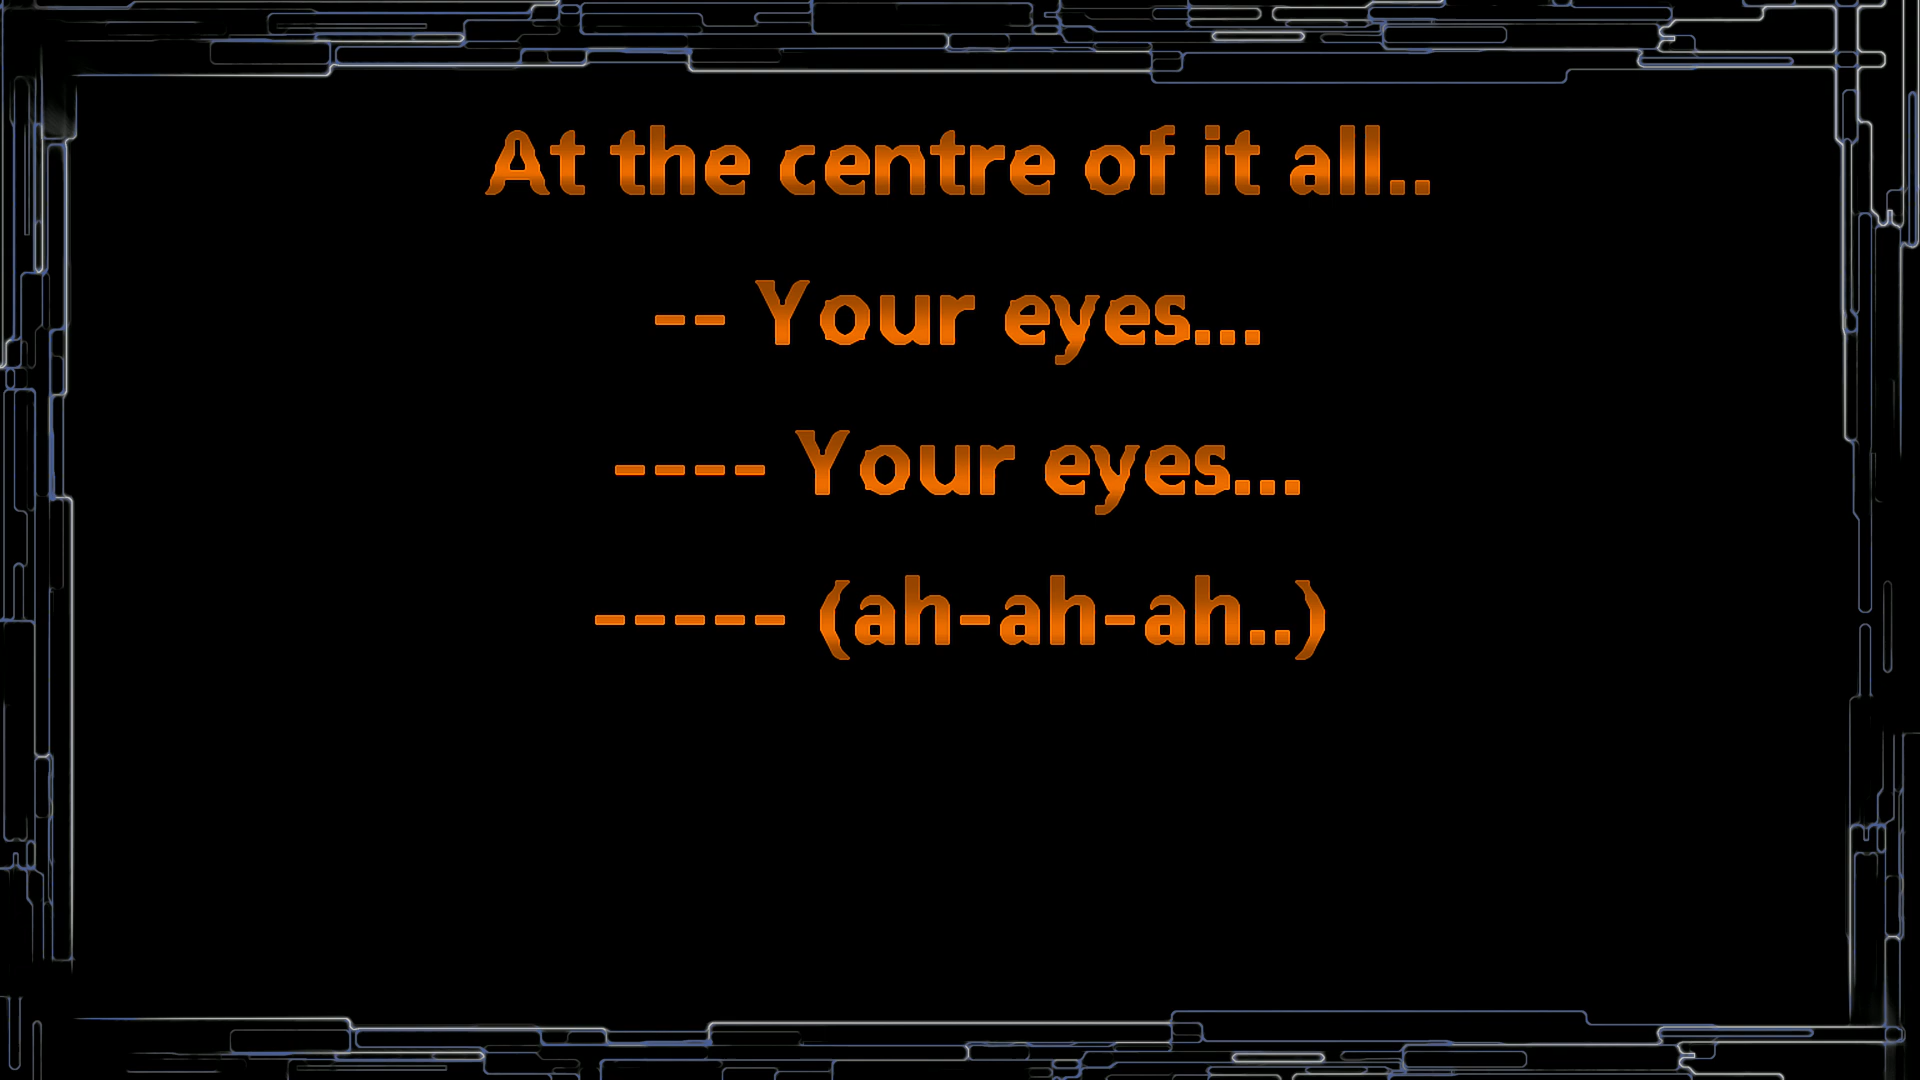 At the centre of it all..
-- Your eyes...
---- Your eyes...
----- (ah-ah-ah..)